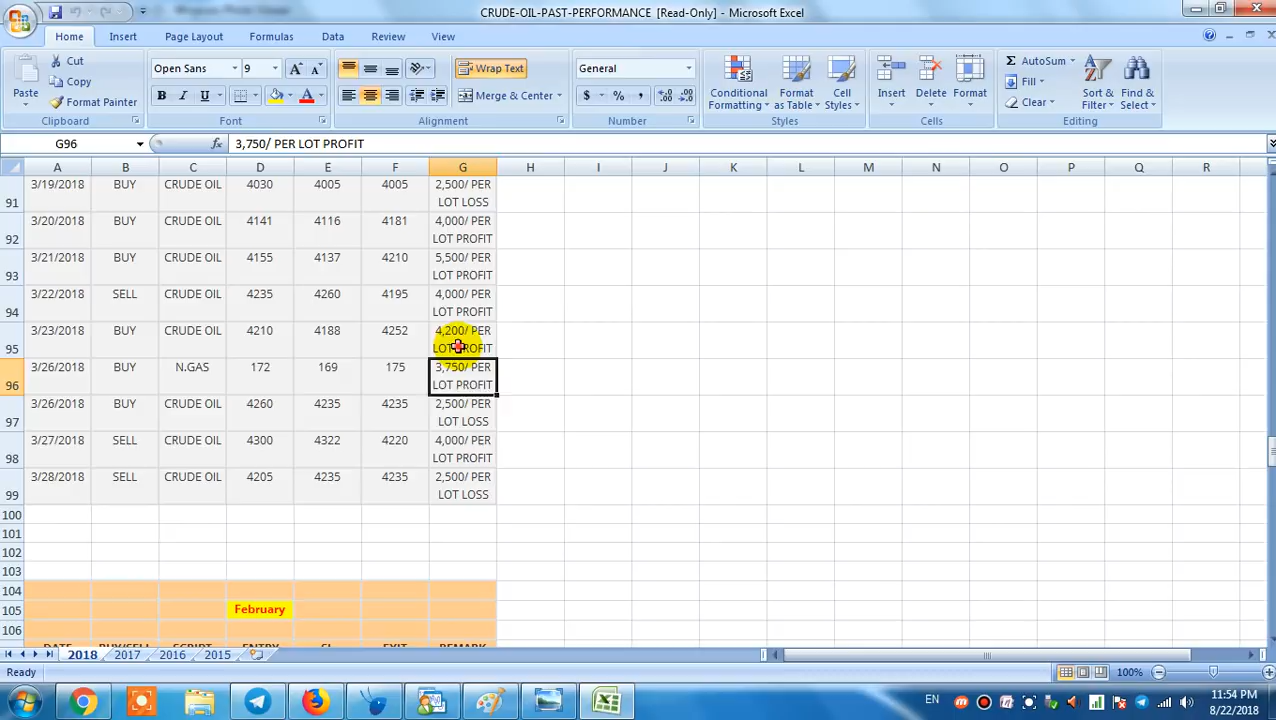 CRUDE-OIL-PAST-PERFORMANCE [Read-Only] - Microsoft Excel
Home Insert Page Layout Formulas Data Review View
Paste Cut Copy Format Painter Clipboard
Open Sans 9 B I U Font
Wrap Text Merge & Center Alignment
General $ % , Number
Conditional Formatting Format as Table Cell Styles Styles
Insert Delete Format Cells
AutoSum Fill Clear Sort & Filter Find & Select Editing
G96 fx 3,750/ PER LOT PROFIT
A B C D E F G H I J K L M N O P Q R
91 3/19/2018 BUY CRUDE OIL 4030 4005 4005 2,500/ PER LOT LOSS
92 3/20/2018 BUY CRUDE OIL 4141 4116 4181 4,000/ PER LOT PROFIT
93 3/21/2018 BUY CRUDE OIL 4155 4137 4210 5,500/ PER LOT PROFIT
94 3/22/2018 SELL CRUDE OIL 4235 4260 4195 4,000/ PER LOT PROFIT
95 3/23/2018 BUY CRUDE OIL 4210 4188 4252 4,200/ PER LOT PROFIT
96 3/26/2018 BUY N.GAS 172 169 175 3,750/ PER LOT PROFIT
97 3/26/2018 BUY CRUDE OIL 4260 4235 4235 2,500/ PER LOT LOSS
98 3/27/2018 SELL CRUDE OIL 4300 4322 4220 4,000/ PER LOT PROFIT
99 3/28/2018 SELL CRUDE OIL 4205 4235 4235 2,500/ PER LOT LOSS
100
101
102
103
104
105 February
106
DATE BUY/SELL SCRIPT ENTRY SL EXIT REMARK
2018 2017 2016 2015
Ready 100%
EN 11:54 PM
8/22/2018